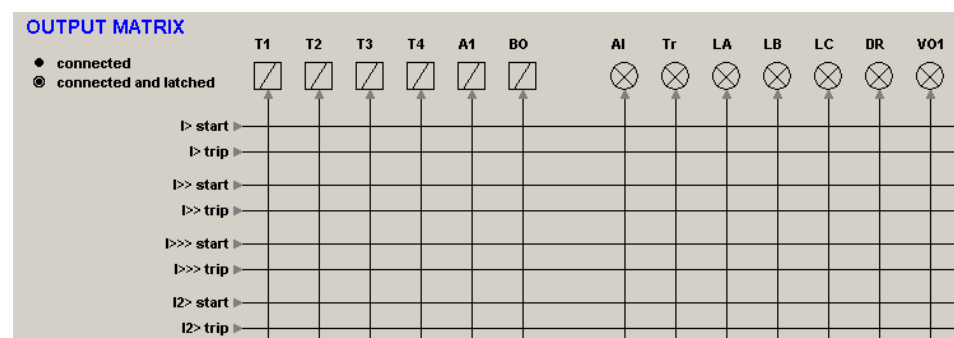 OUTPUT MATRIX
T1 T2 T3 T4 A1 BO AI Tr LA LB LC DR VO1
connected
connected and latched
I> start
I> trip
I>> start
I>> trip
I>>> start
I>>> trip
I2> start
I2> trip